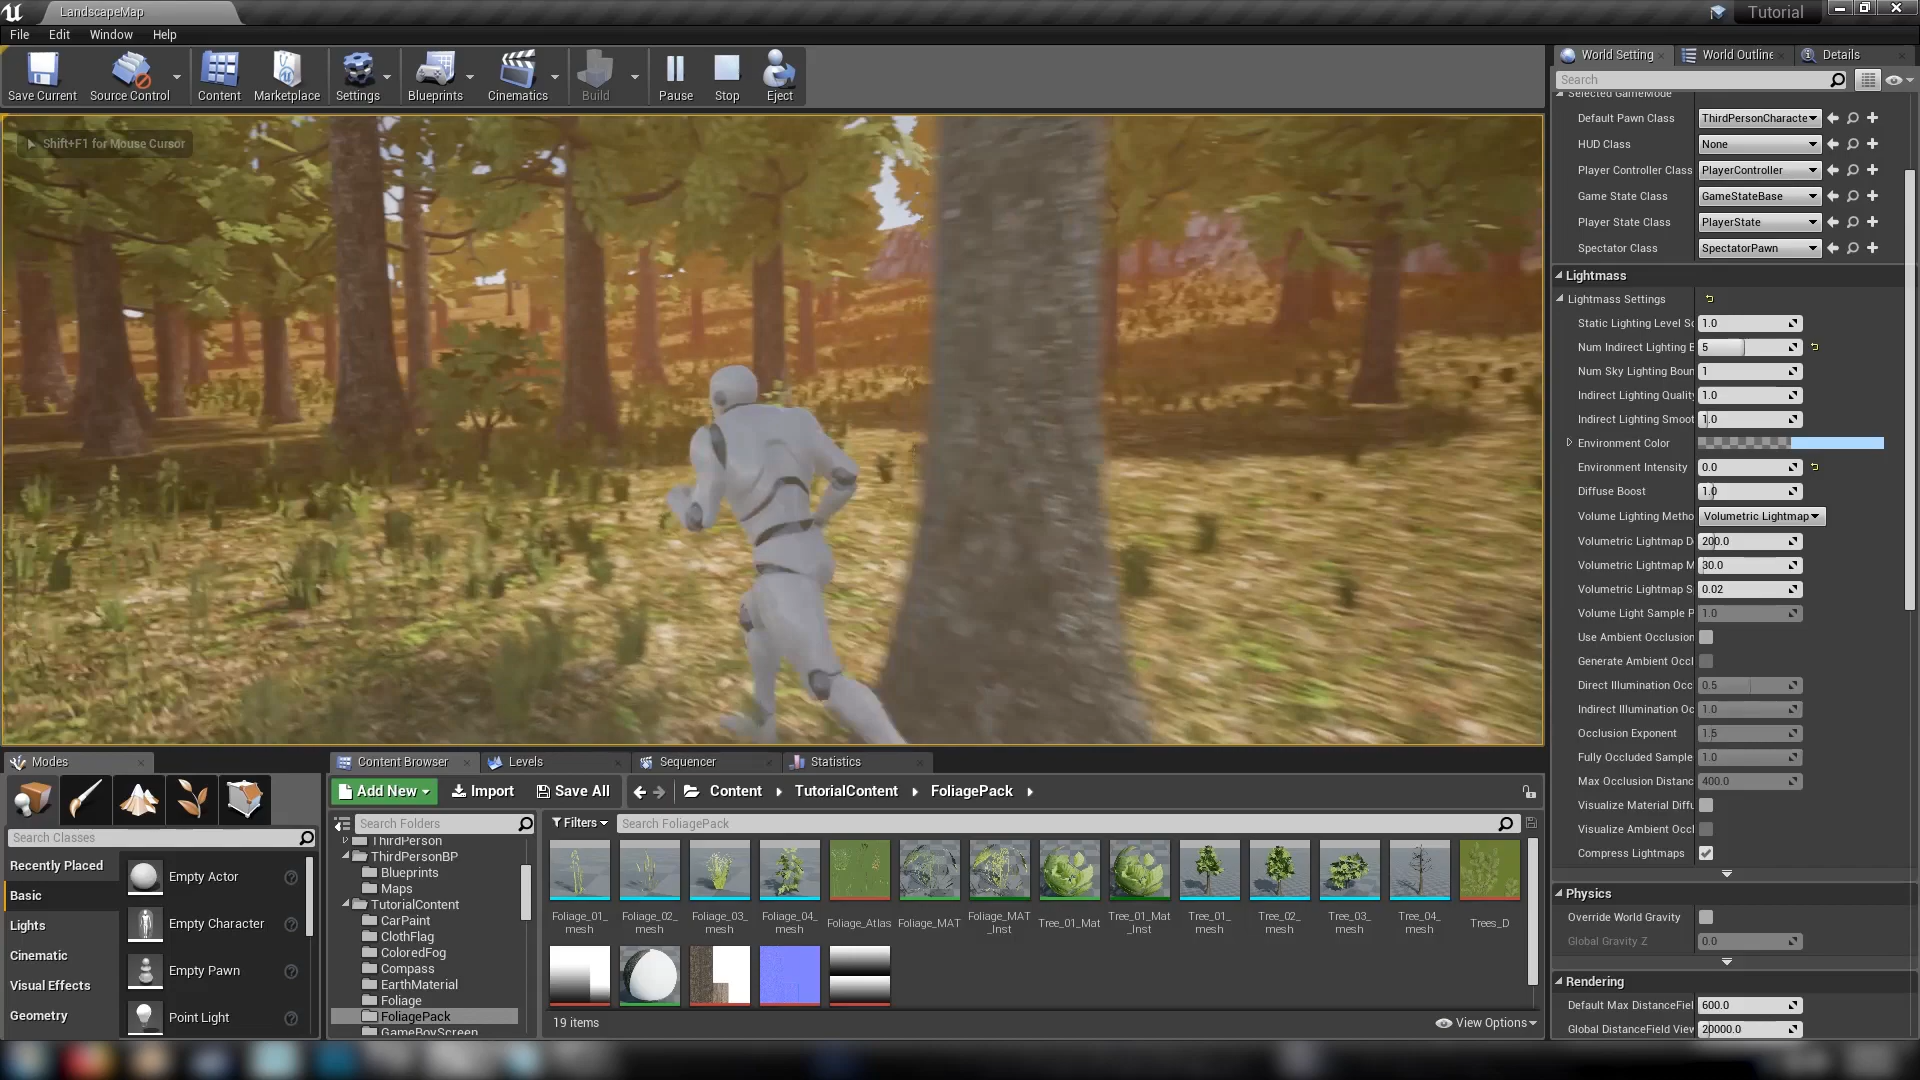 LandscapeMap
Tutorial
File Edit Window Help
Save Current Source Control Content Marketplace Settings Blueprints Cinematics Build Pause Stop Eject
Shift+F1 for Mouse Cursor
World Setting World Outline Details
Search
Selected GameMode
Default Pawn Class ThirdPersonCharacte
HUD Class None
Player Controller Class PlayerController
Game State Class GameStateBase
Player State Class PlayerState
Spectator Class SpectatorPawn
Lightmass
Lightmass Settings
Static Lighting Level Sc 1.0
Num Indirect Lighting B 5
Num Sky Lighting Boun 1
Indirect Lighting Quality 1.0
Indirect Lighting Smoot 1.0
Environment Color
Environment Intensity 0.0
Diffuse Boost 1.0
Volume Lighting Metho Volumetric Lightmap
Volumetric Lightmap D 200.0
Volumetric Lightmap M 30.0
Volumetric Lightmap S 0.02
Volume Light Sample P 1.0
Use Ambient Occlusion
Generate Ambient Occl
Direct Illumination Occ 0.5
Indirect Illumination Oc 1.0
Occlusion Exponent 1.5
Fully Occluded Sample 1.0
Max Occlusion Distanc 400.0
Visualize Material Diffu
Visualize Ambient Occl
Compress Lightmaps
Physics
Override World Gravity
Global Gravity Z 0.0
Rendering
Default Max DistanceFiel 600.0
Global DistanceField View 20000.0
Modes
Search Classes
Recently Placed
Basic
Lights
Cinematic
Visual Effects
Geometry
Empty Actor
Empty Character
Empty Pawn
Point Light
Content Browser Levels Sequencer Statistics
Add New Import Save All Content TutorialContent FoliagePack
Search Folders
ThirdPerson
ThirdPersonBP
Blueprints
Maps
TutorialContent
CarPaint
ClothFlag
ColoredFog
Compass
EarthMaterial
Foliage
FoliagePack
GameBoyScreen
Filters Search FoliagePack
Foliage_01_ Foliage_02_ Foliage_03_ Foliage_04_ Foliage_Atlas Foliage_MAT Foliage_MAT Tree_01_Mat Tree_01_Mat Tree_01_ Tree_02_ Tree_03_ Tree_04_ Trees_D
mesh mesh mesh mesh _Inst _Inst mesh mesh mesh mesh
19 items
View Options